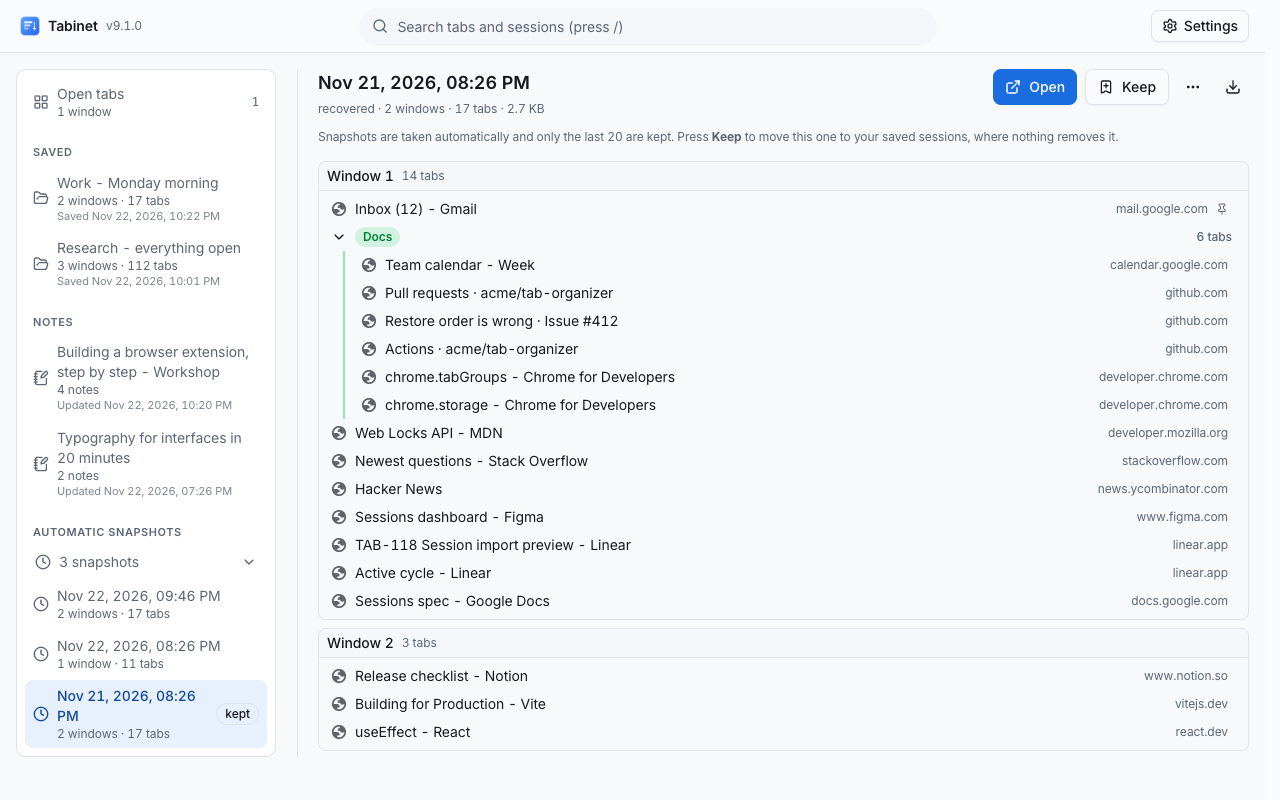 Tabinet v9.1.0
Search tabs and sessions (press /)
Settings
Open tabs
1 window
1
SAVED
Work - Monday morning
2 windows · 17 tabs
Saved Nov 22, 2026, 10:22 PM
Research - everything open
3 windows · 112 tabs
Saved Nov 22, 2026, 10:01 PM
NOTES
Building a browser extension,
step by step - Workshop
4 notes
Updated Nov 22, 2026, 10:20 PM
Typography for interfaces in
20 minutes
2 notes
Updated Nov 22, 2026, 07:26 PM
AUTOMATIC SNAPSHOTS
3 snapshots
Nov 22, 2026, 09:46 PM
2 windows · 17 tabs
Nov 22, 2026, 08:26 PM
1 window · 11 tabs
Nov 21, 2026, 08:26
PM
kept
2 windows · 17 tabs
Nov 21, 2026, 08:26 PM
recovered · 2 windows · 17 tabs · 2.7 KB
Open
Keep
Snapshots are taken automatically and only the last 20 are kept. Press Keep to move this one to your saved sessions, where nothing removes it.
Window 1 14 tabs
Inbox (12) - Gmail mail.google.com
Docs 6 tabs
Team calendar - Week calendar.google.com
Pull requests · acme/tab-organizer github.com
Restore order is wrong · Issue #412 github.com
Actions · acme/tab-organizer github.com
chrome.tabGroups - Chrome for Developers developer.chrome.com
chrome.storage - Chrome for Developers developer.chrome.com
Web Locks API - MDN developer.mozilla.org
Newest questions - Stack Overflow stackoverflow.com
Hacker News news.ycombinator.com
Sessions dashboard - Figma www.figma.com
TAB-118 Session import preview - Linear linear.app
Active cycle - Linear linear.app
Sessions spec - Google Docs docs.google.com
Window 2 3 tabs
Release checklist - Notion www.notion.so
Building for Production - Vite vitejs.dev
useEffect - React react.dev